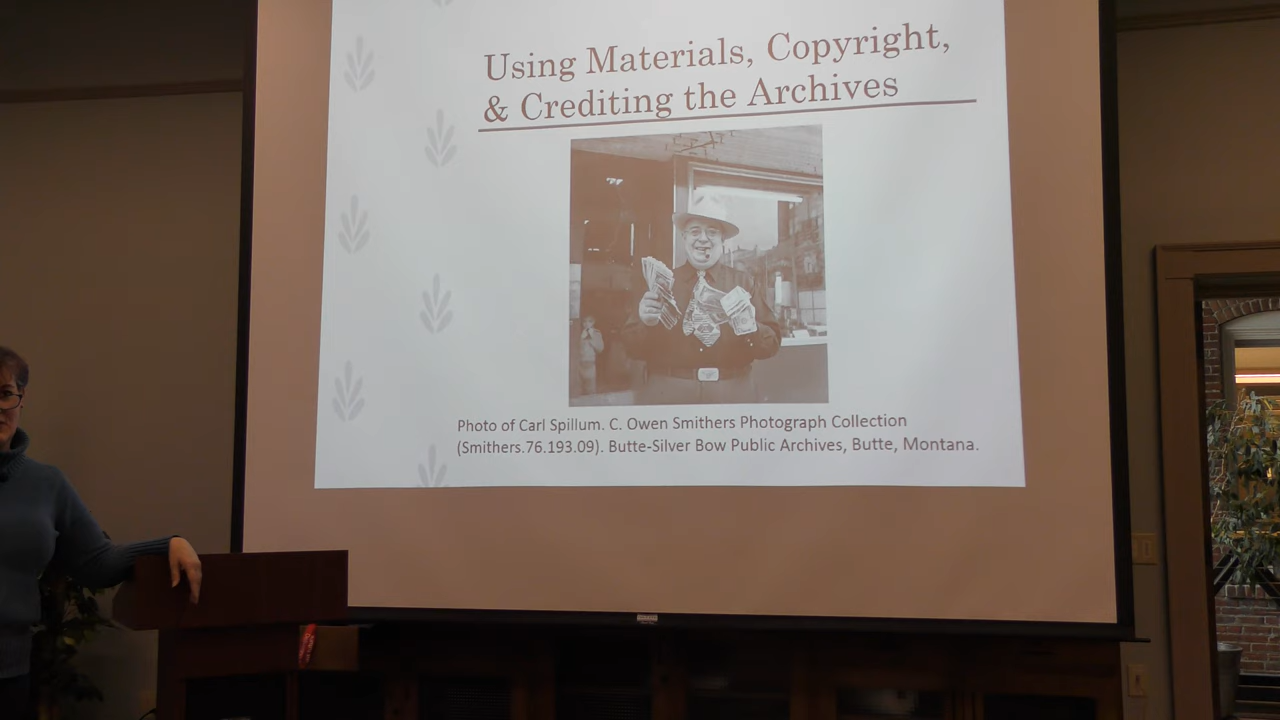 Using Materials, Copyright,
& Crediting the Archives
Photo of Carl Spillum. C. Owen Smithers Photograph Collection
(Smithers.76.193.09). Butte-Silver Bow Public Archives, Butte, Montana.